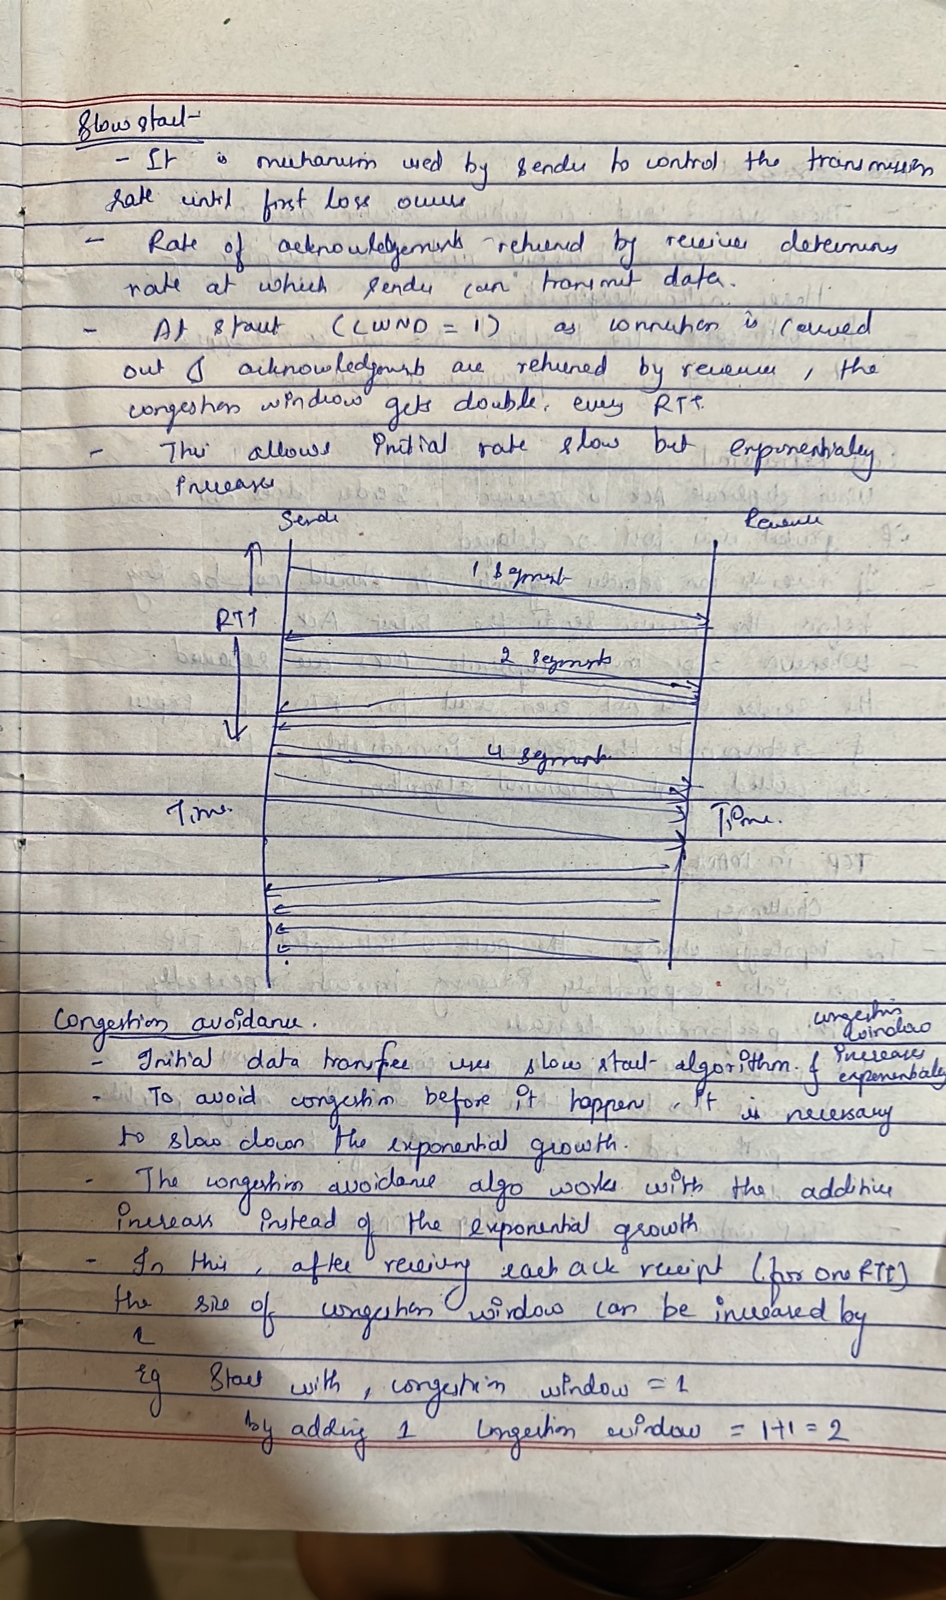 Slow start-
- It is mechanism used by sender to control the transmission
rate until first loss occurs
- Rate of acknowledgements returned by receiver determines
rate at which sender can transmit data.
- At start (CWND = 1) as connection is carried
out & acknowledgments are returned by receiver, the
congestion window gets double. every RTT.
- This allows initial rate slow but exponentialey
increase
Sender Receiver
1 Segment
RTT
2 segments
4 segments.
Time. Time.
Congestion avoidance.
congestion
window
- Initial data transfer uses slow start algorithm. & increases
exponentialy
- To avoid congestion before it happen, it is necessary
to slow down the exponential growth.
- The congestion avoidance algo works with the additive
increase instead of the exponential growth
- In this, after receiving each ack receipt (for one RTT)
the size of congestion window can be increased by
1
Eg Start with, congestion window = 1
by adding 1 Congestion window = 1+1 = 2